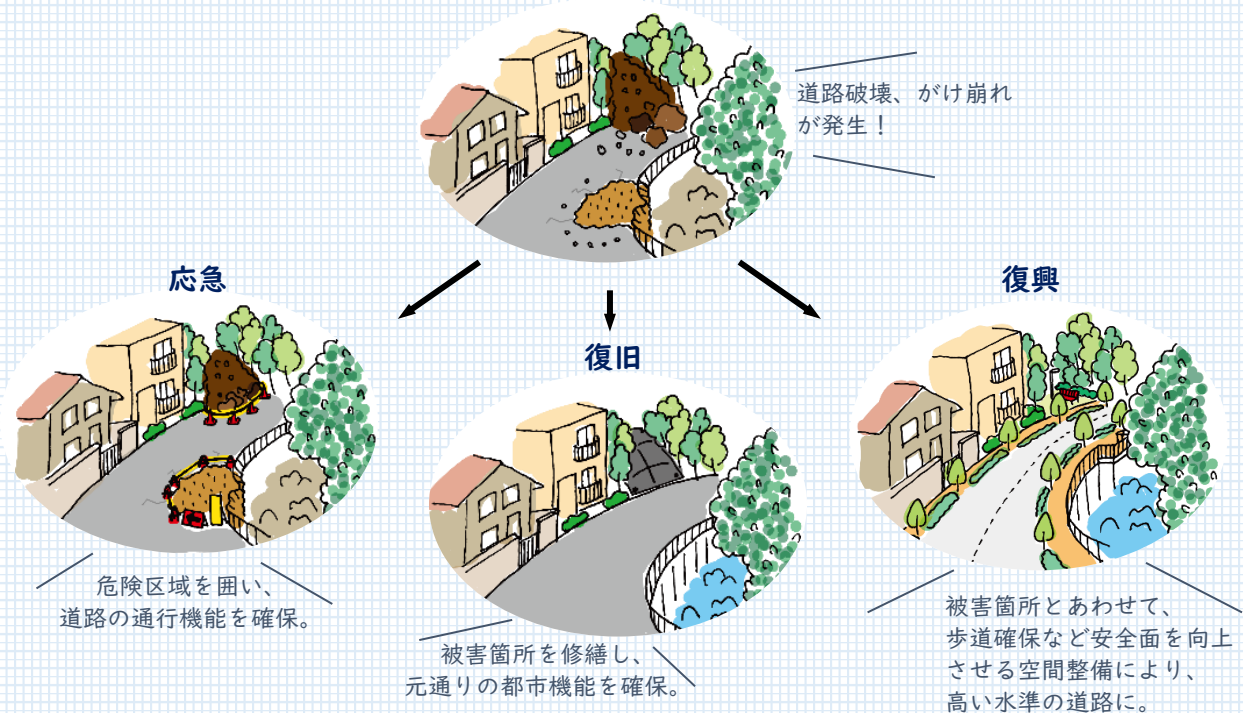 道路破壊、がけ崩れ
が発生！
応急
危険区域を囲い、
道路の通行機能を確保。
復旧
被害箇所を修繕し、
元通りの都市機能を確保。
復興
被害箇所とあわせて、
歩道確保など安全面を向上
させる空間整備により、
高い水準の道路に。